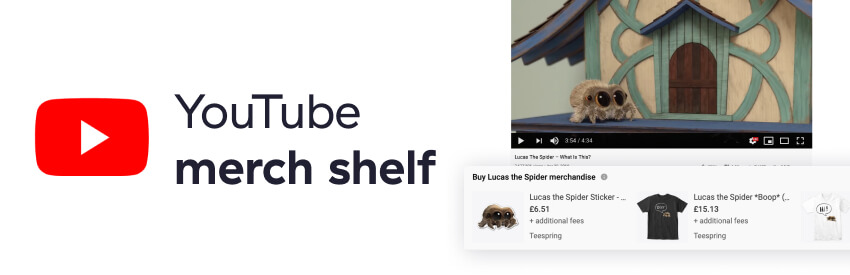 YouTube
merch shelf
3:54 / 4:34
Lucas The Spider - What Is This?
Buy Lucas the Spider merchandise
Lucas the Spider Sticker - ...
£6.51
+ additional fees
Teespring
Lucas the Spider *Boop* (...
£15.13
+ additional fees
Teespring
Hi!